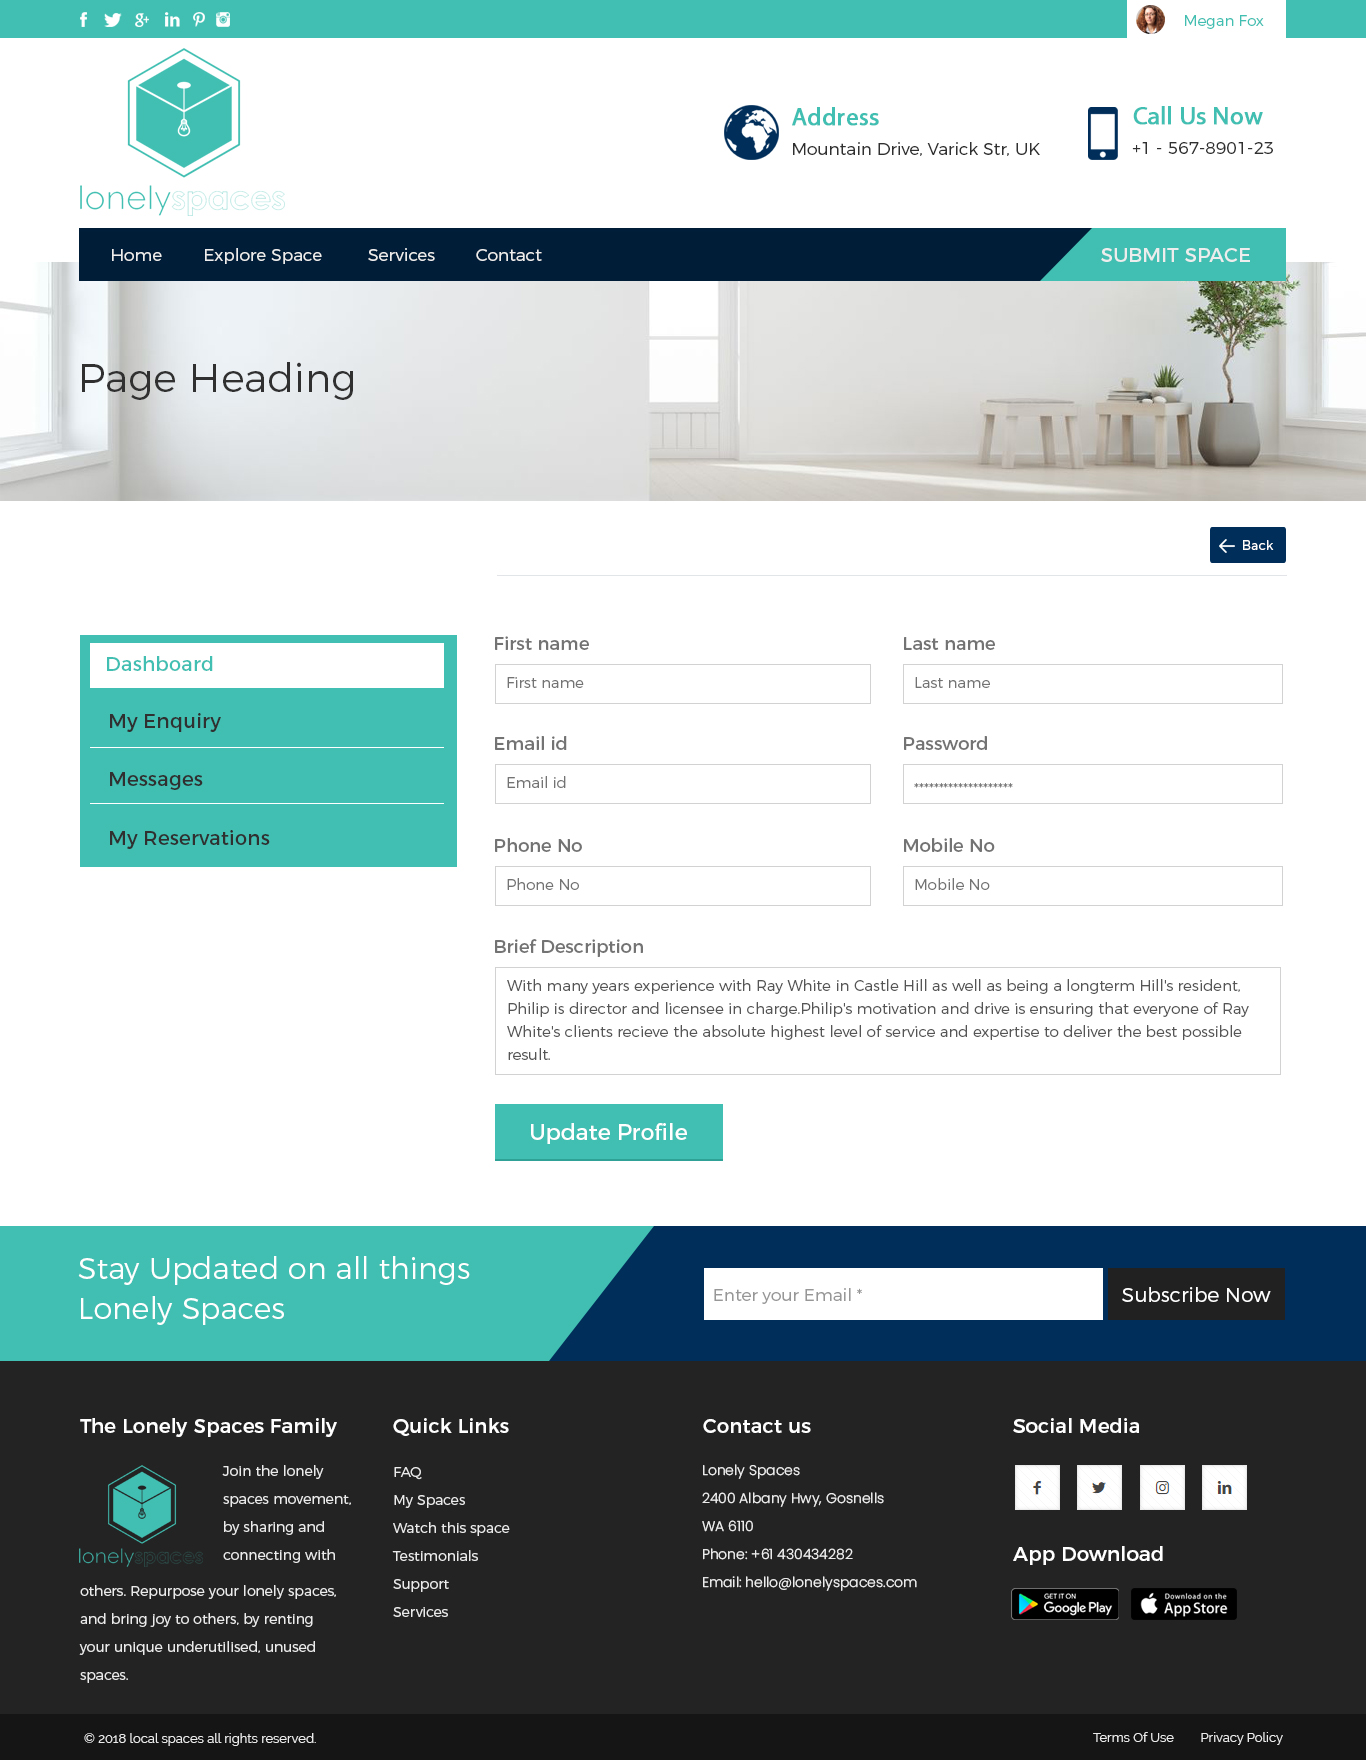 Megan Fox
lonelyspaces
Address
Mountain Drive, Varick Str, UK
Call Us Now
+1 - 567-8901-23
Home
Explore Space
Services
Contact
SUBMIT SPACE
Page Heading
Back
Dashboard
My Enquiry
Messages
My Reservations
First name
Last name
First name
Last name
Email id
Password
Email id
********************
Phone No
Mobile No
Phone No
Mobile No
Brief Description
With many years experience with Ray White in Castle Hill as well as being a longterm Hill's resident,
Philip is director and licensee in charge.Philip's motivation and drive is ensuring that everyone of Ray
White's clients recieve the absolute highest level of service and expertise to deliver the best possible
result.
Update Profile
Stay Updated on all things
Lonely Spaces
Enter your Email *
Subscribe Now
The Lonely Spaces Family
lonelyspaces
Join the lonely
spaces movement,
by sharing and
connecting with
others. Repurpose your lonely spaces,
and bring joy to others, by renting
your unique underutilised, unused
spaces.
Quick Links
FAQ
My Spaces
Watch this space
Testimonials
Support
Services
Contact us
Lonely Spaces
2400 Albany Hwy, Gosnells
WA 6110
Phone: +61 430434282
Email: hello@lonelyspaces.com
Social Media
App Download
GET IT ON
Google Play
Download on the
App Store
© 2018 local spaces all rights reserved.
Terms Of Use
Privacy Policy